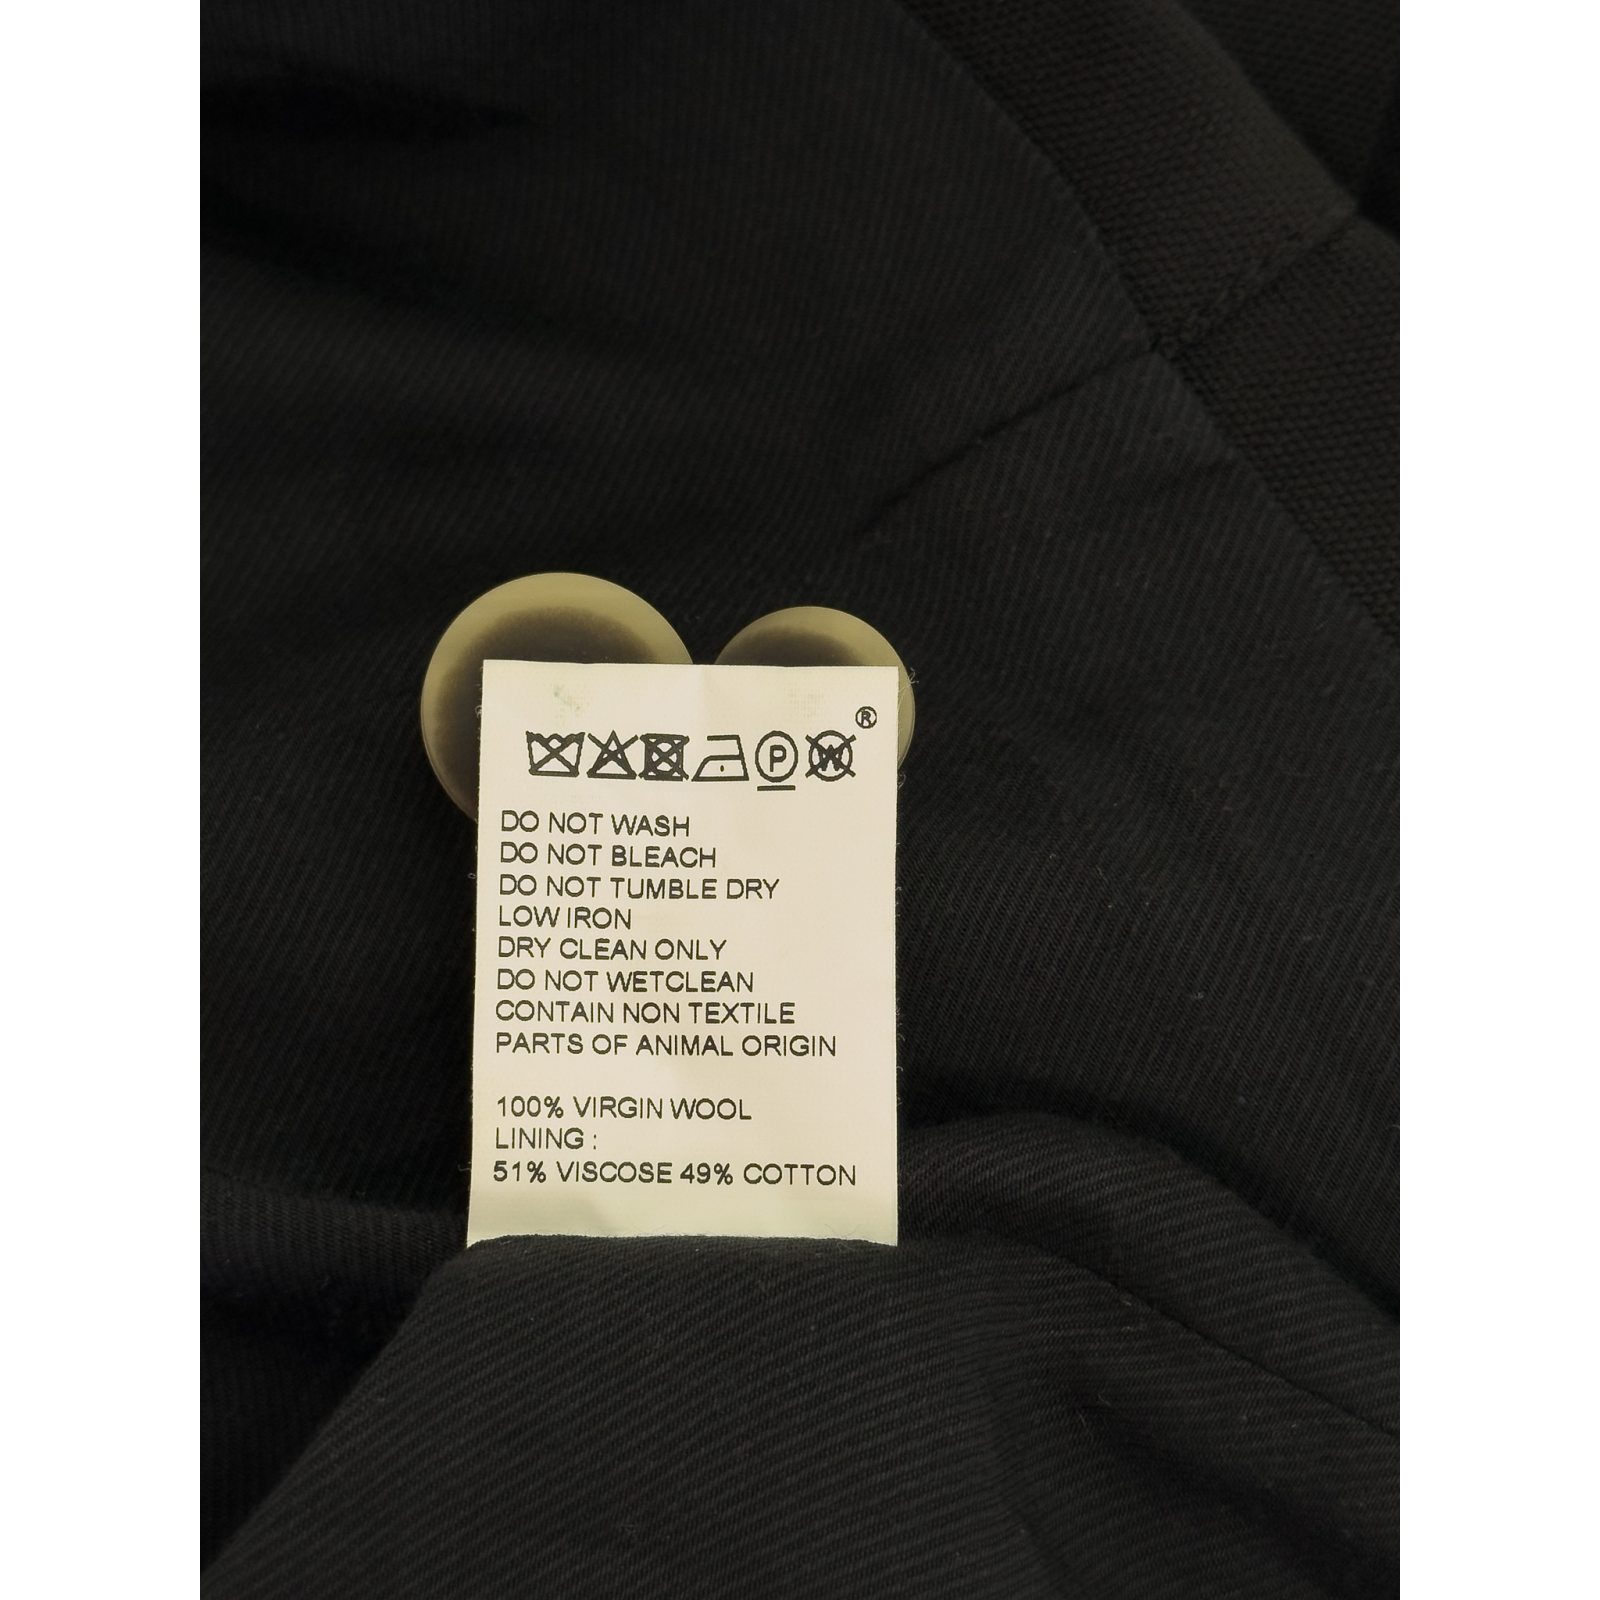 ®
P W
DO NOT WASH
DO NOT BLEACH
DO NOT TUMBLE DRY
LOW IRON
DRY CLEAN ONLY
DO NOT WETCLEAN
CONTAIN NON TEXTILE
PARTS OF ANIMAL ORIGIN
100% VIRGIN WOOL
LINING :
51% VISCOSE 49% COTTON